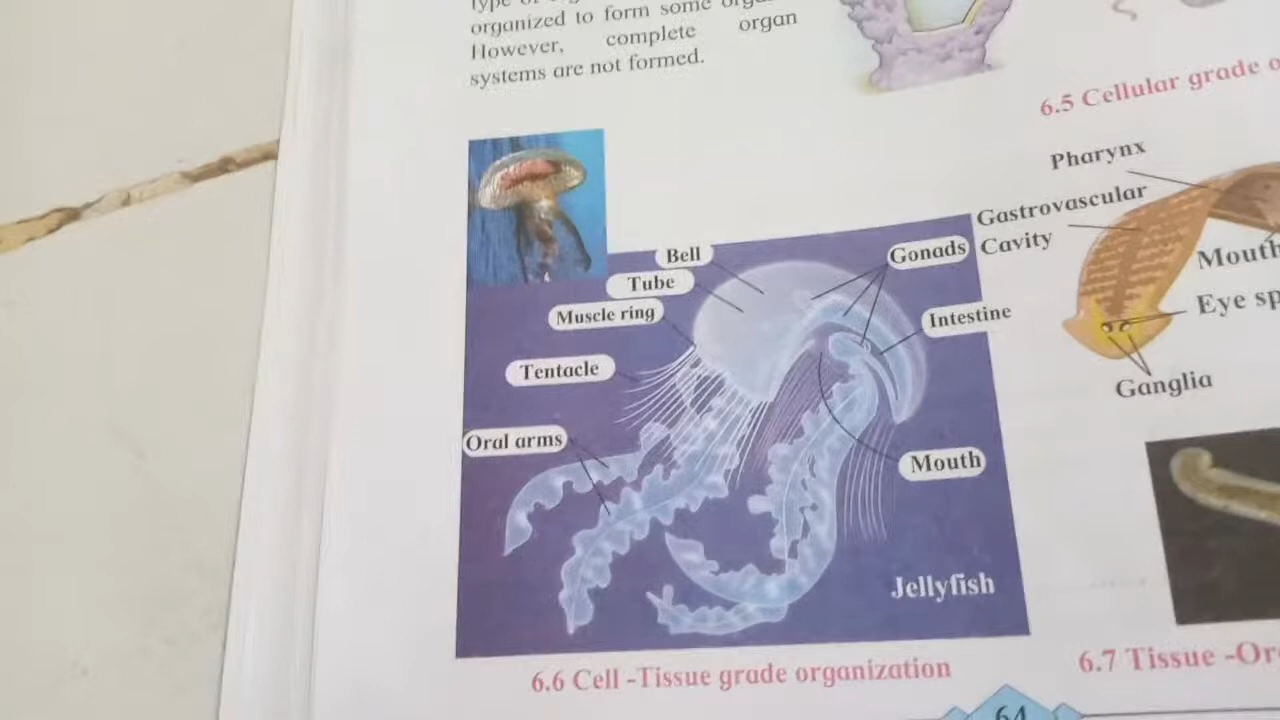 organized to form some
However, complete organ
systems are not formed.
6.5 Cellular grade
Pharynx
Gastrovascular
Cavity
Mouth
Eye
Ganglia
Bell
Tube
Muscle ring
Tentacle
Oral arms
Gonads
Intestine
Mouth
Jellyfish
6.6 Cell -Tissue grade organization
6.7 Tissue
64